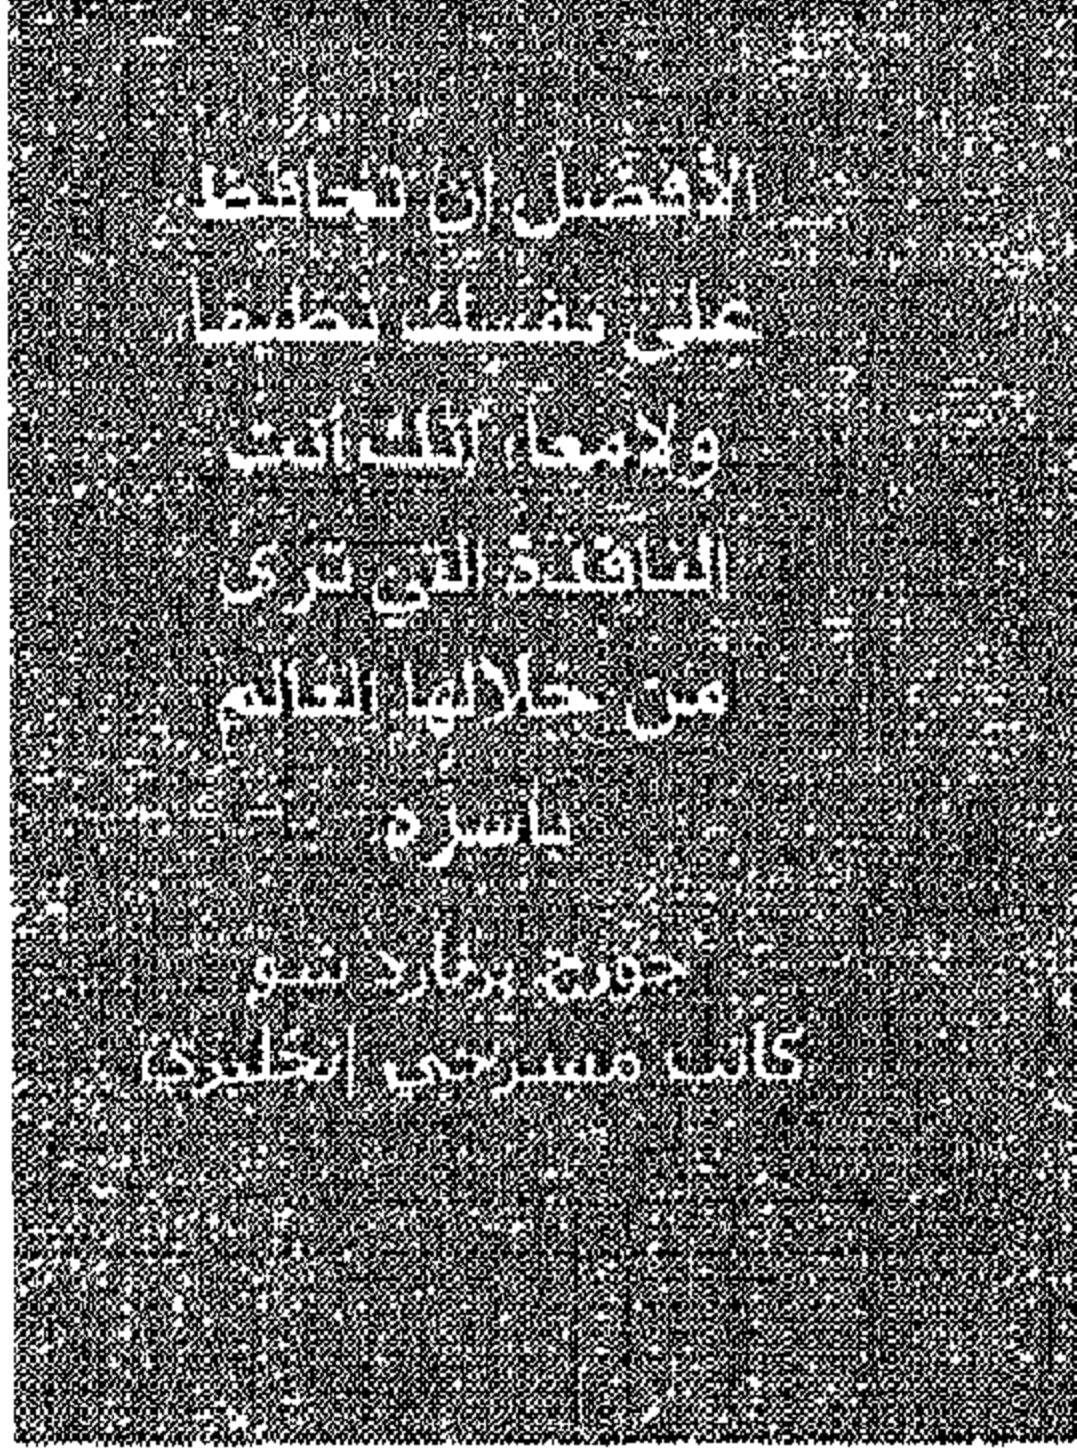 الأفضل ان تحافظ
على نفسك نظيفا
ولامعا، إنك أنت
النافذة التي ترى
من خلالها العالم
بأسره
جورج برنارد شو
كاتب مسرحي إنجليزي